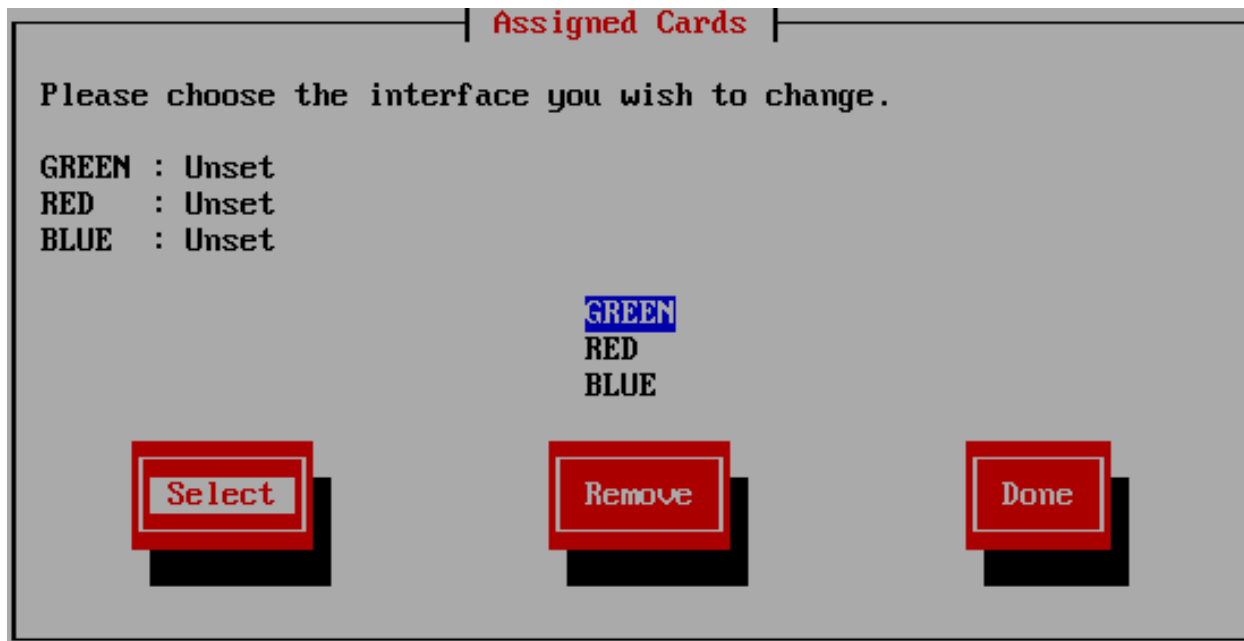 Assigned Cards
Please choose the interface you wish to change.
GREEN : Unset
RED : Unset
BLUE : Unset
GREEN
RED
BLUE
Select Remove Done